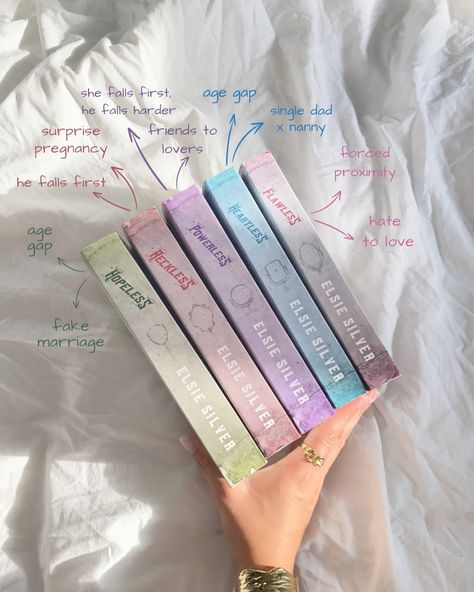 she falls first,
he falls harder
age gap
single dad
x nanny
surprise
pregnancy
friends to
lovers
forced
proximity
he falls first
hate
to love
age
gap
fake
marriage
HOPELESS
ELSIE SILVER
RECKLESS
ELSIE SILVER
POWERLESS
ELSIE SILVER
HEARTLESS
ELSIE SILVER
FLAWLESS
ELSIE SILVER